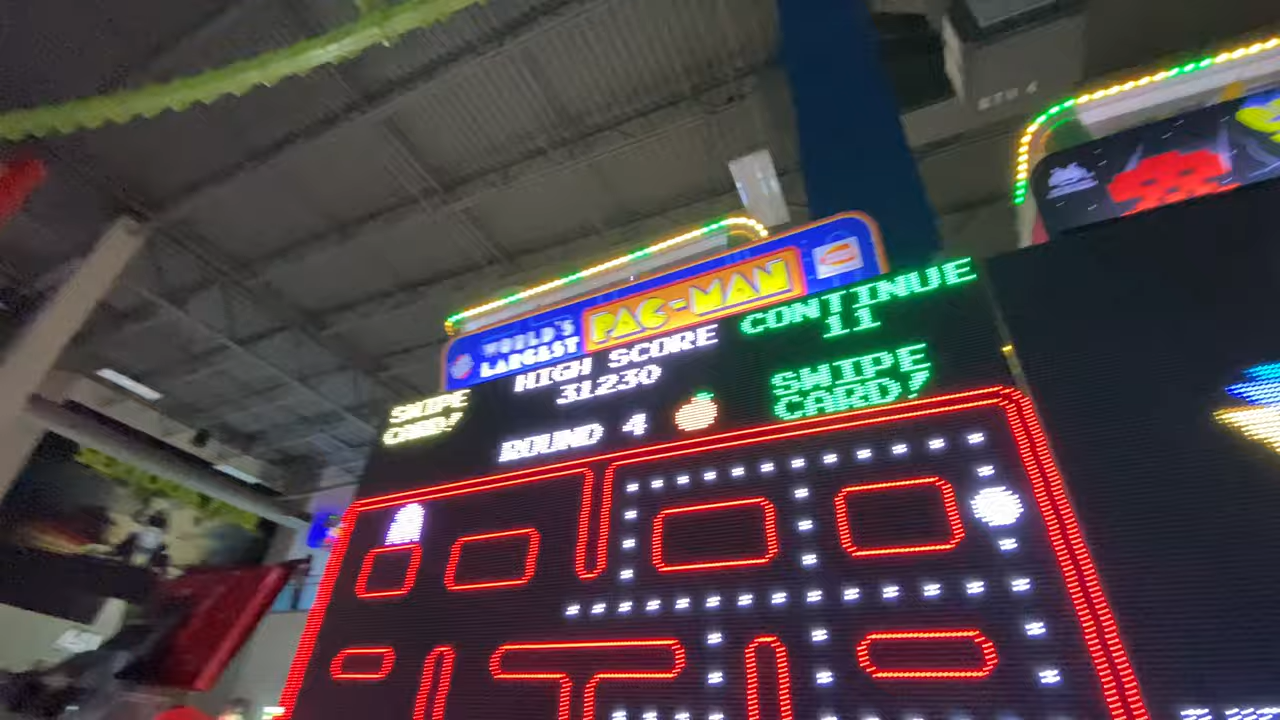 WORLD'S
LARGEST
PAC-MAN
HIGH SCORE
31230
CONTINUE
11
SWIPE
CARD!
SWIPE
CARD!
ROUND 4